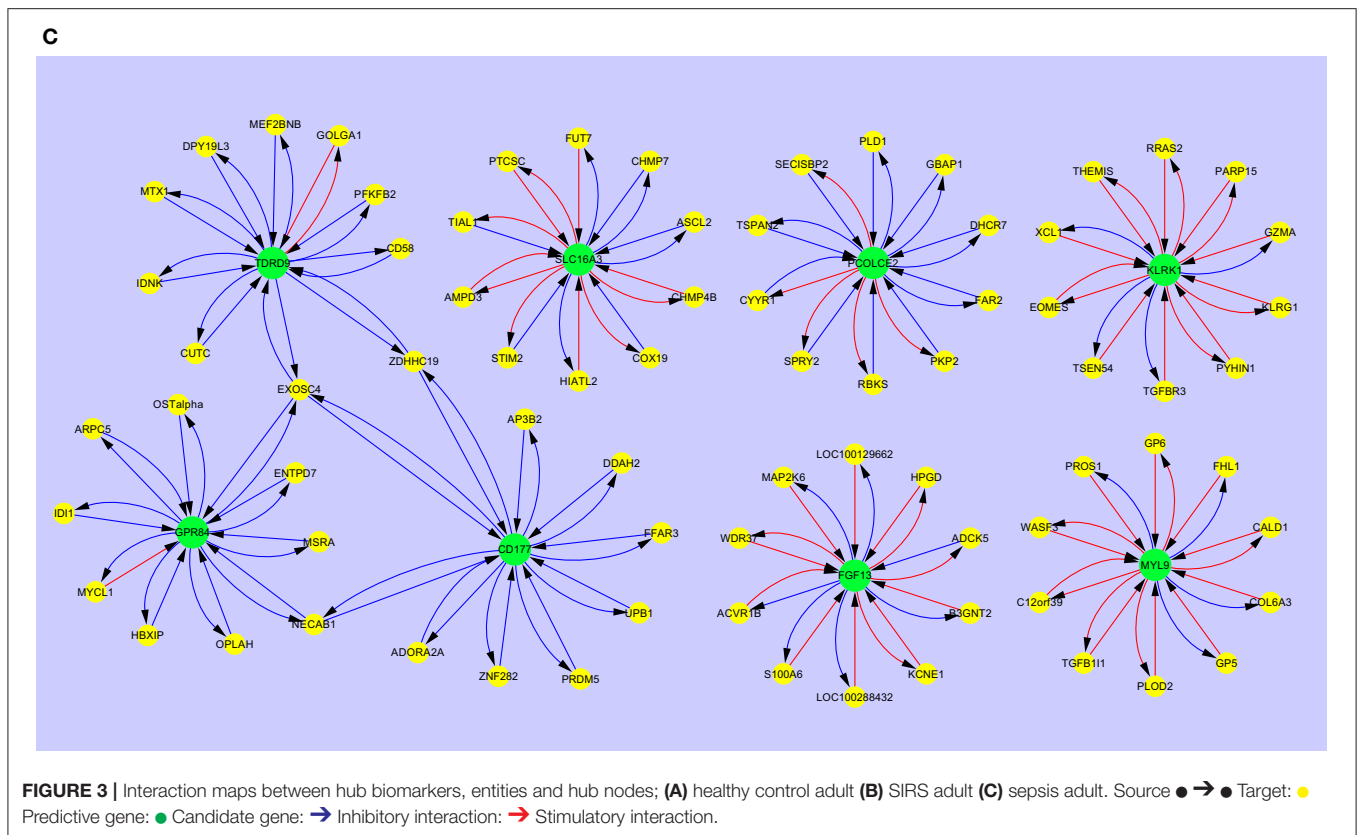 C
MEF2BNB
GOLGA1
DPY19L3
PFKFB2
MTX1
CD58
TDRD9
IDNK
CUTC
ZDHHC19
EXOSC4
FUT7
PTCSC
CHMP7
TIAL1
ASCL2
SLC16A3
AMPD3
CHMP4B
STIM2
COX19
HIATL2
PLD1
SECISBP2
GBAP1
TSPAN2
DHCR7
PCOLCE2
CYYR1
FAR2
SPRY2
PKP2
RBKS
RRAS2
THEMIS
PARP15
XCL1
GZMA
KLRK1
EOMES
KLRG1
TSEN54
PYHIN1
TGFBR3
OSTalpha
ARPC5
ENTPD7
IDI1
GPR84
MSRA
MYCL1
HBXIP
OPLAH
NECAB1
AP3B2
DDAH2
FFAR3
CD177
UPB1
ADORA2A
ZNF282
PRDM5
LOC100129662
MAP2K6
HPGD
WDR37
ADCK5
FGF13
ACVR1B
B3GNT2
S100A6
KCNE1
LOC100288432
GP6
PROS1
FHL1
WASF3
CALD1
MYL9
C12orf39
COL6A3
TGFB1I1
GP5
PLOD2
FIGURE 3 | Interaction maps between hub biomarkers, entities and hub nodes; (A) healthy control adult (B) SIRS adult (C) sepsis adult. Source ● → ● Target: ●
Predictive gene: ● Candidate gene: → Inhibitory interaction: → Stimulatory interaction.